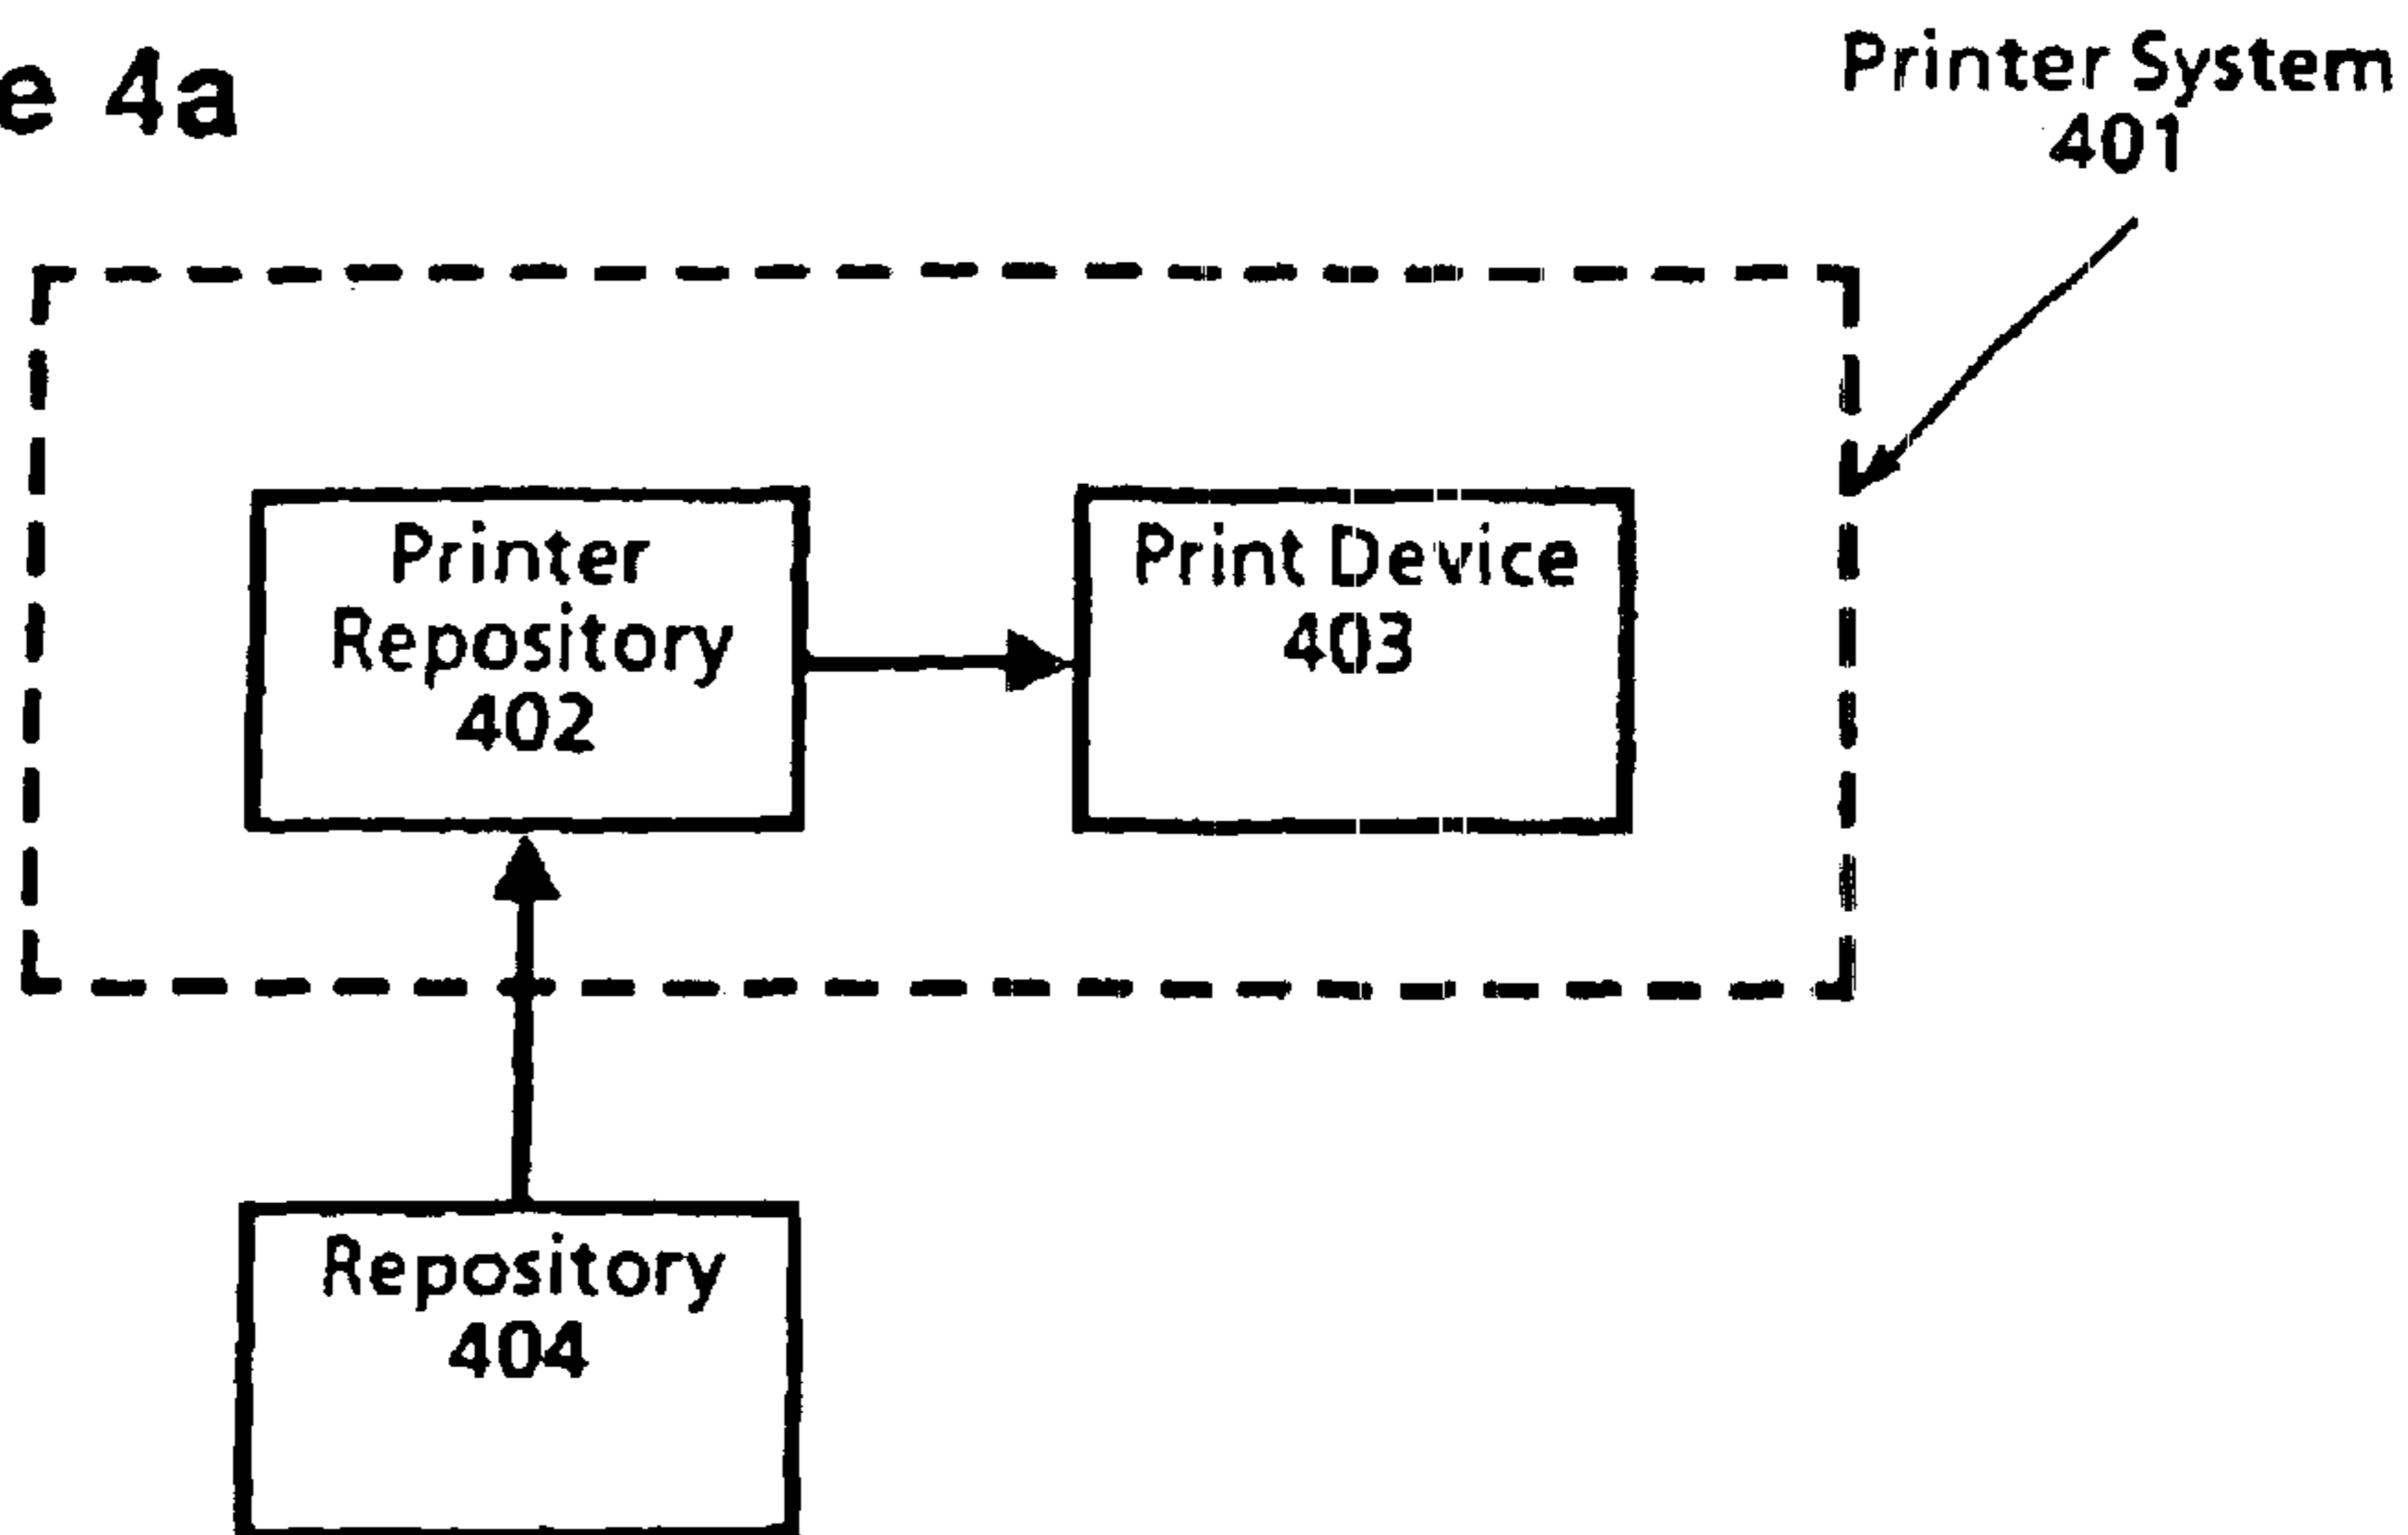 e 4a
Printer System
401
Printer
Repository
402
Print Device
403
Repository
404